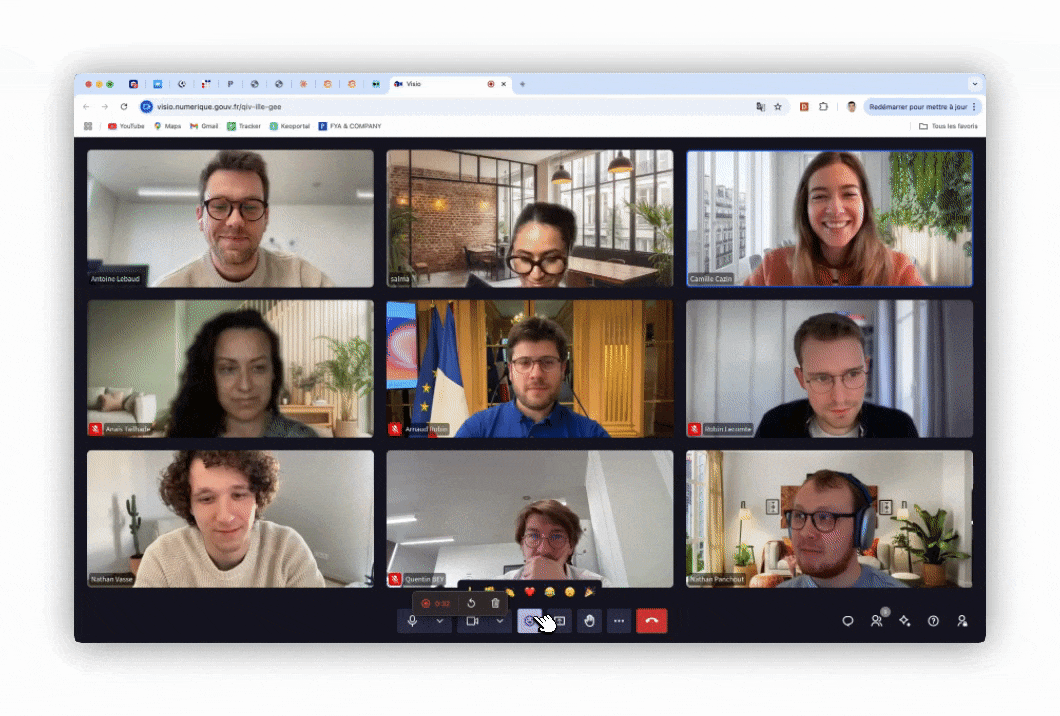 Visio
visio.numerique.gouv.fr/qiv-ille-gee
Redémarrer pour mettre à jour
YouTube
Maps
Gmail
Tracker
Keoportal
FYA & COMPANY
Tous les favoris
Antoine Lebaud
salma
Camille Cazin
Anaïs Tailhade
Arnaud Robin
Robin Lecomte
Nathan Vasse
Quentin BEY
Nathan Panchout
0:32